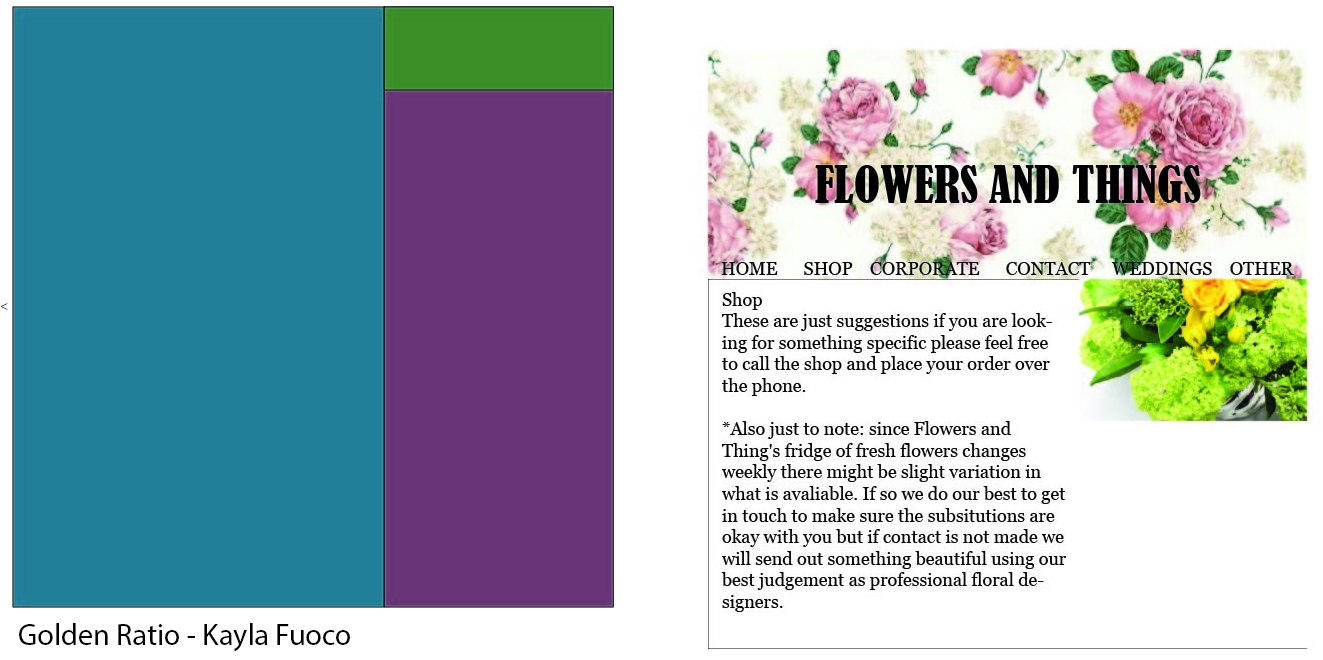 <
Golden Ratio - Kayla Fuoco
FLOWERS AND THINGS
HOME SHOP CORPORATE CONTACT WEDDINGS OTHER
Shop
These are just suggestions if you are look-
ing for something specific please feel free
to call the shop and place your order over
the phone.
*Also just to note: since Flowers and
Thing's fridge of fresh flowers changes
weekly there might be slight variation in
what is avaliable. If so we do our best to get
in touch to make sure the subsitutions are
okay with you but if contact is not made we
will send out something beautiful using our
best judgement as professional floral de-
signers.